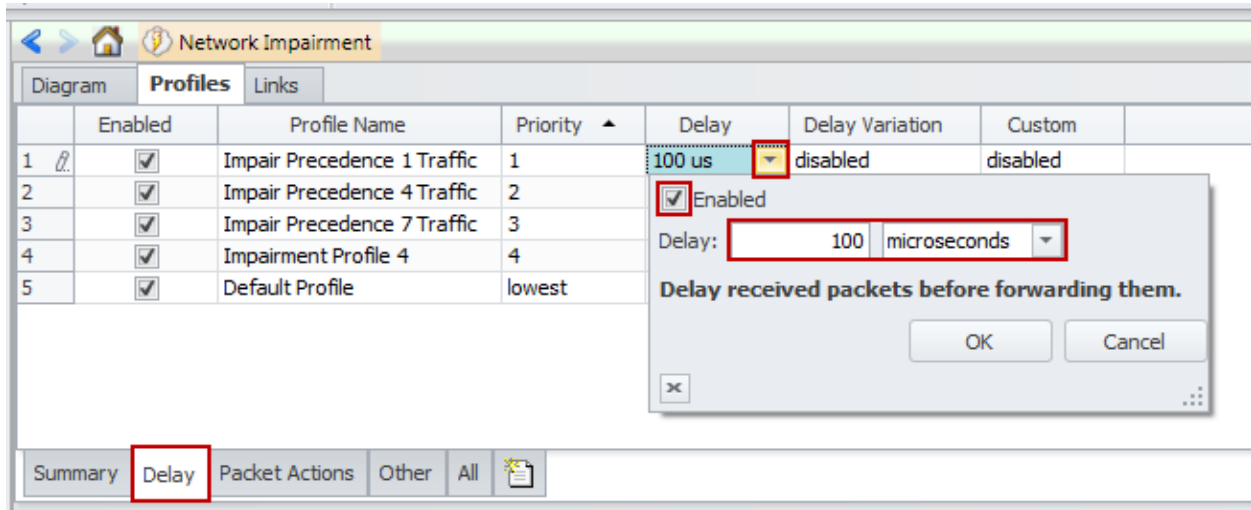 Network Impairment
Diagram Profiles Links
Enabled Profile Name Priority Delay Delay Variation Custom
1 Impair Precedence 1 Traffic 1 100 us disabled disabled
2 Impair Precedence 4 Traffic 2
3 Impair Precedence 7 Traffic 3
4 Impairment Profile 4 4
5 Default Profile lowest
Enabled
Delay: 100 microseconds
Delay received packets before forwarding them.
OK Cancel
Summary Delay Packet Actions Other All